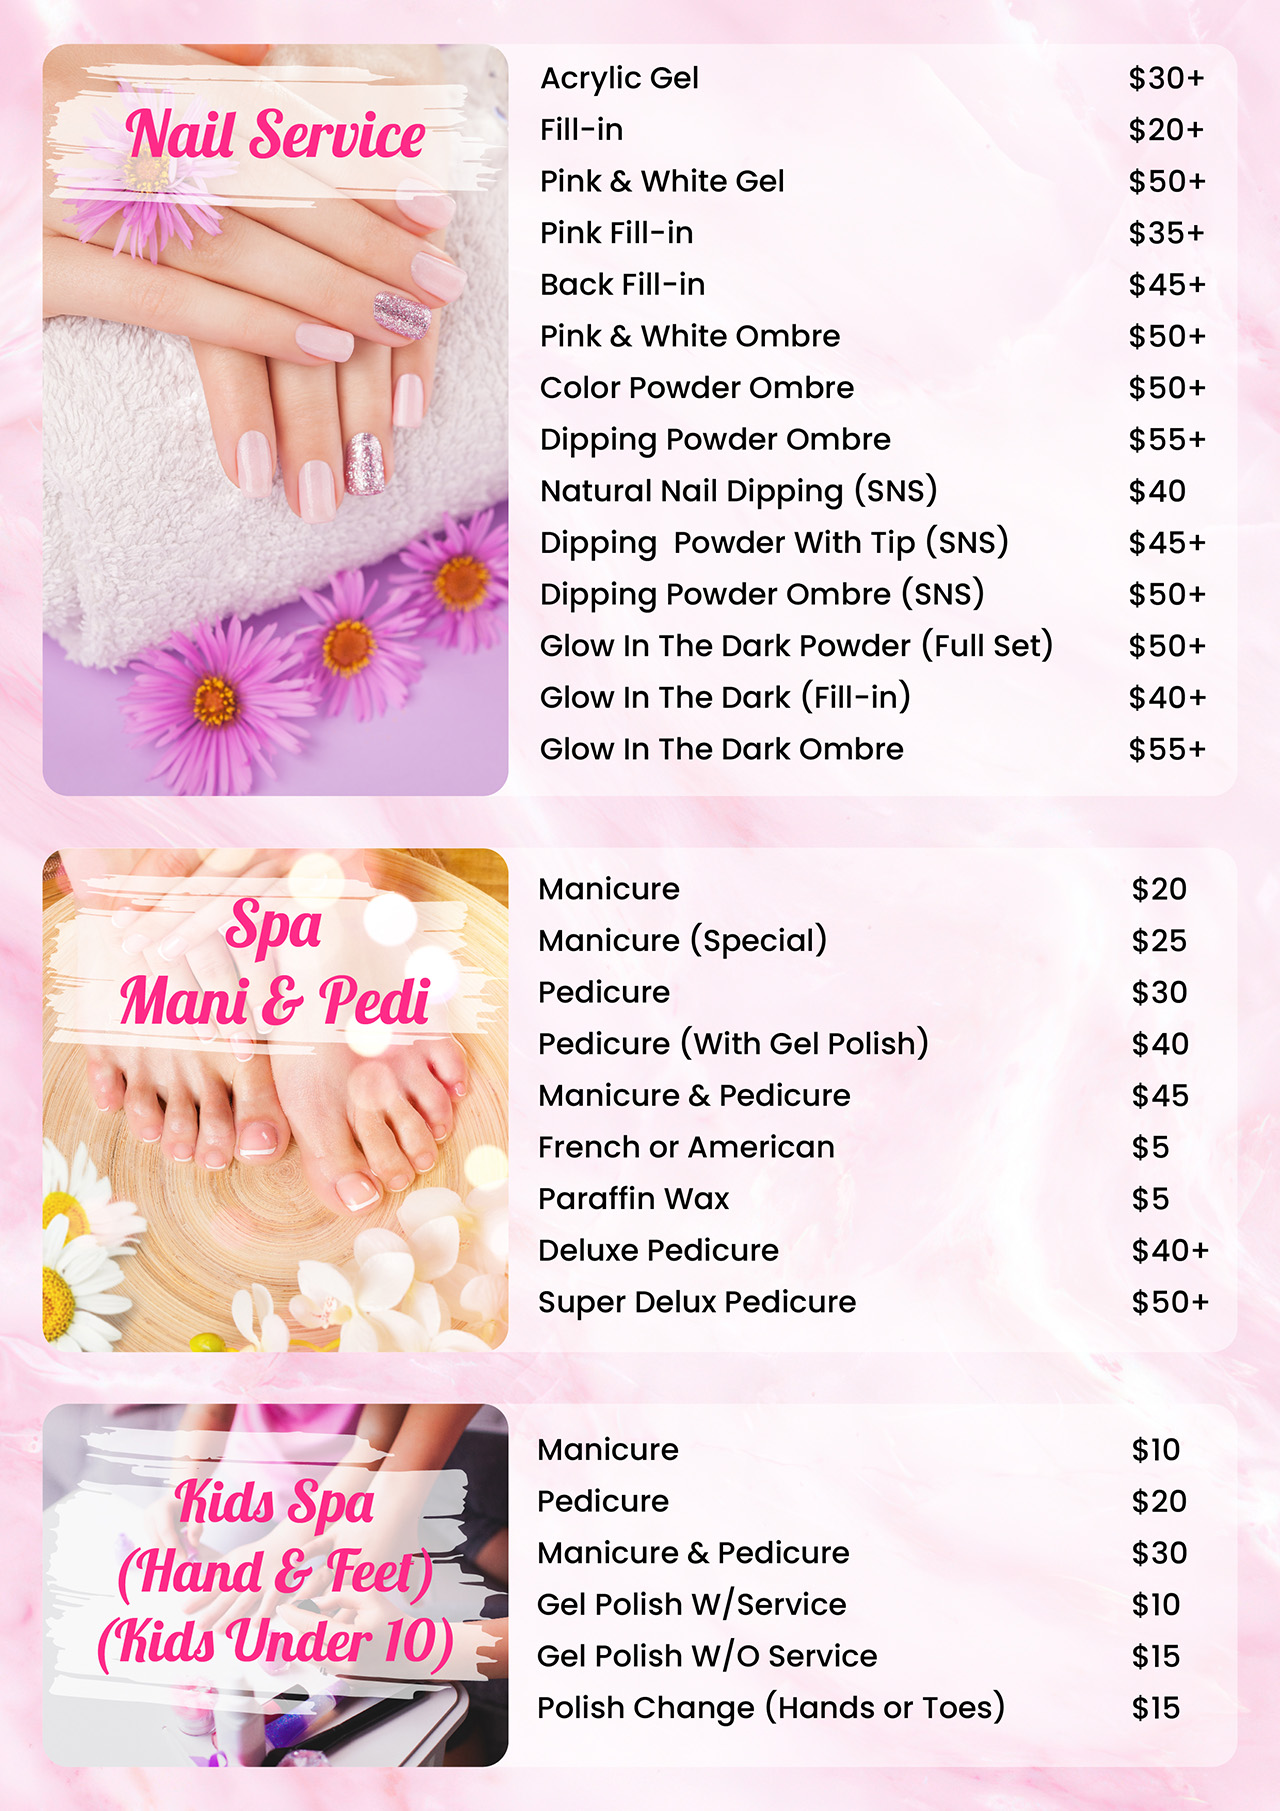 Nail Service
Acrylic Gel $30+
Fill-in $20+
Pink & White Gel $50+
Pink Fill-in $35+
Back Fill-in $45+
Pink & White Ombre $50+
Color Powder Ombre $50+
Dipping Powder Ombre $55+
Natural Nail Dipping (SNS) $40
Dipping  Powder With Tip (SNS) $45+
Dipping Powder Ombre (SNS) $50+
Glow In The Dark Powder (Full Set) $50+
Glow In The Dark (Fill-in) $40+
Glow In The Dark Ombre $55+
Spa
Mani & Pedi
Manicure $20
Manicure (Special) $25
Pedicure $30
Pedicure (With Gel Polish) $40
Manicure & Pedicure $45
French or American $5
Paraffin Wax $5
Deluxe Pedicure $40+
Super Delux Pedicure $50+
Kids Spa
(Hand & Feet)
(Kids Under 10)
Manicure $10
Pedicure $20
Manicure & Pedicure $30
Gel Polish W/Service $10
Gel Polish W/O Service $15
Polish Change (Hands or Toes) $15